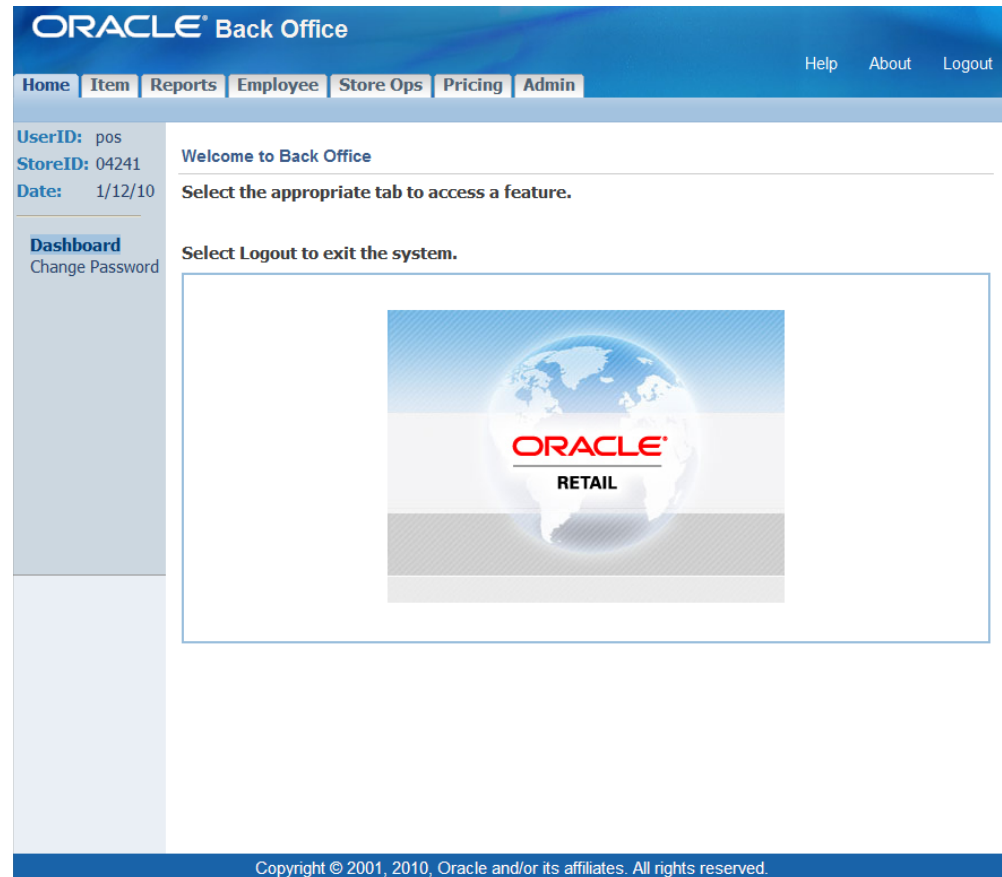 ORACLE® Back Office
Help About Logout
Home Item Reports Employee Store Ops Pricing Admin
UserID: pos
StoreID: 04241
Date: 1/12/10
Dashboard
Change Password
Welcome to Back Office
Select the appropriate tab to access a feature.
Select Logout to exit the system.
ORACLE®
RETAIL
Copyright © 2001, 2010, Oracle and/or its affiliates. All rights reserved.